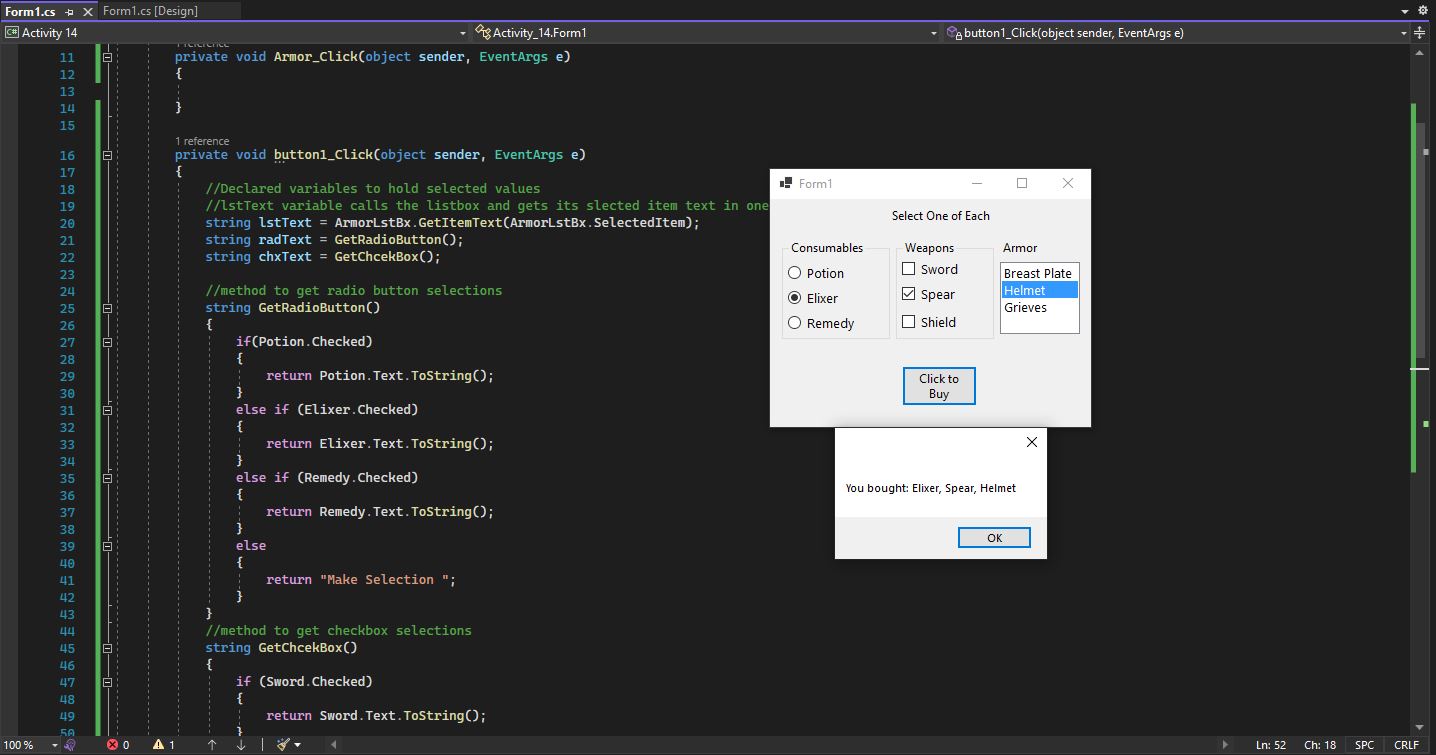 Form1.cs
Form1.cs [Design]
C# Activity 14
Activity_14.Form1
button1_Click(object sender, EventArgs e)
11 private void Armor_Click(object sender, EventArgs e)
12 {
13
14 }
15
1 reference
16 private void button1_Click(object sender, EventArgs e)
17 {
18 //Declared variables to hold selected values
19 //lstText variable calls the listbox and gets its slected item text in one
20 string lstText = ArmorLstBx.GetItemText(ArmorLstBx.SelectedItem);
21 string radText = GetRadioButton();
22 string chxText = GetChcekBox();
23
24 //method to get radio button selections
25 string GetRadioButton()
26 {
27 if(Potion.Checked)
28 {
29 return Potion.Text.ToString();
30 }
31 else if (Elixer.Checked)
32 {
33 return Elixer.Text.ToString();
34 }
35 else if (Remedy.Checked)
36 {
37 return Remedy.Text.ToString();
38 }
39 else
40 {
41 return "Make Selection ";
42 }
43 }
44 //method to get checkbox selections
45 string GetChcekBox()
46 {
47 if (Sword.Checked)
48 {
49 return Sword.Text.ToString();
50 }
Form1
Select One of Each
Consumables
Potion
Elixer
Remedy
Weapons
Sword
Spear
Shield
Armor
Breast Plate
Helmet
Grieves
Click to
Buy
You bought: Elixer, Spear, Helmet
OK
100 % 0 1 Ln: 52 Ch: 18 SPC CRLF